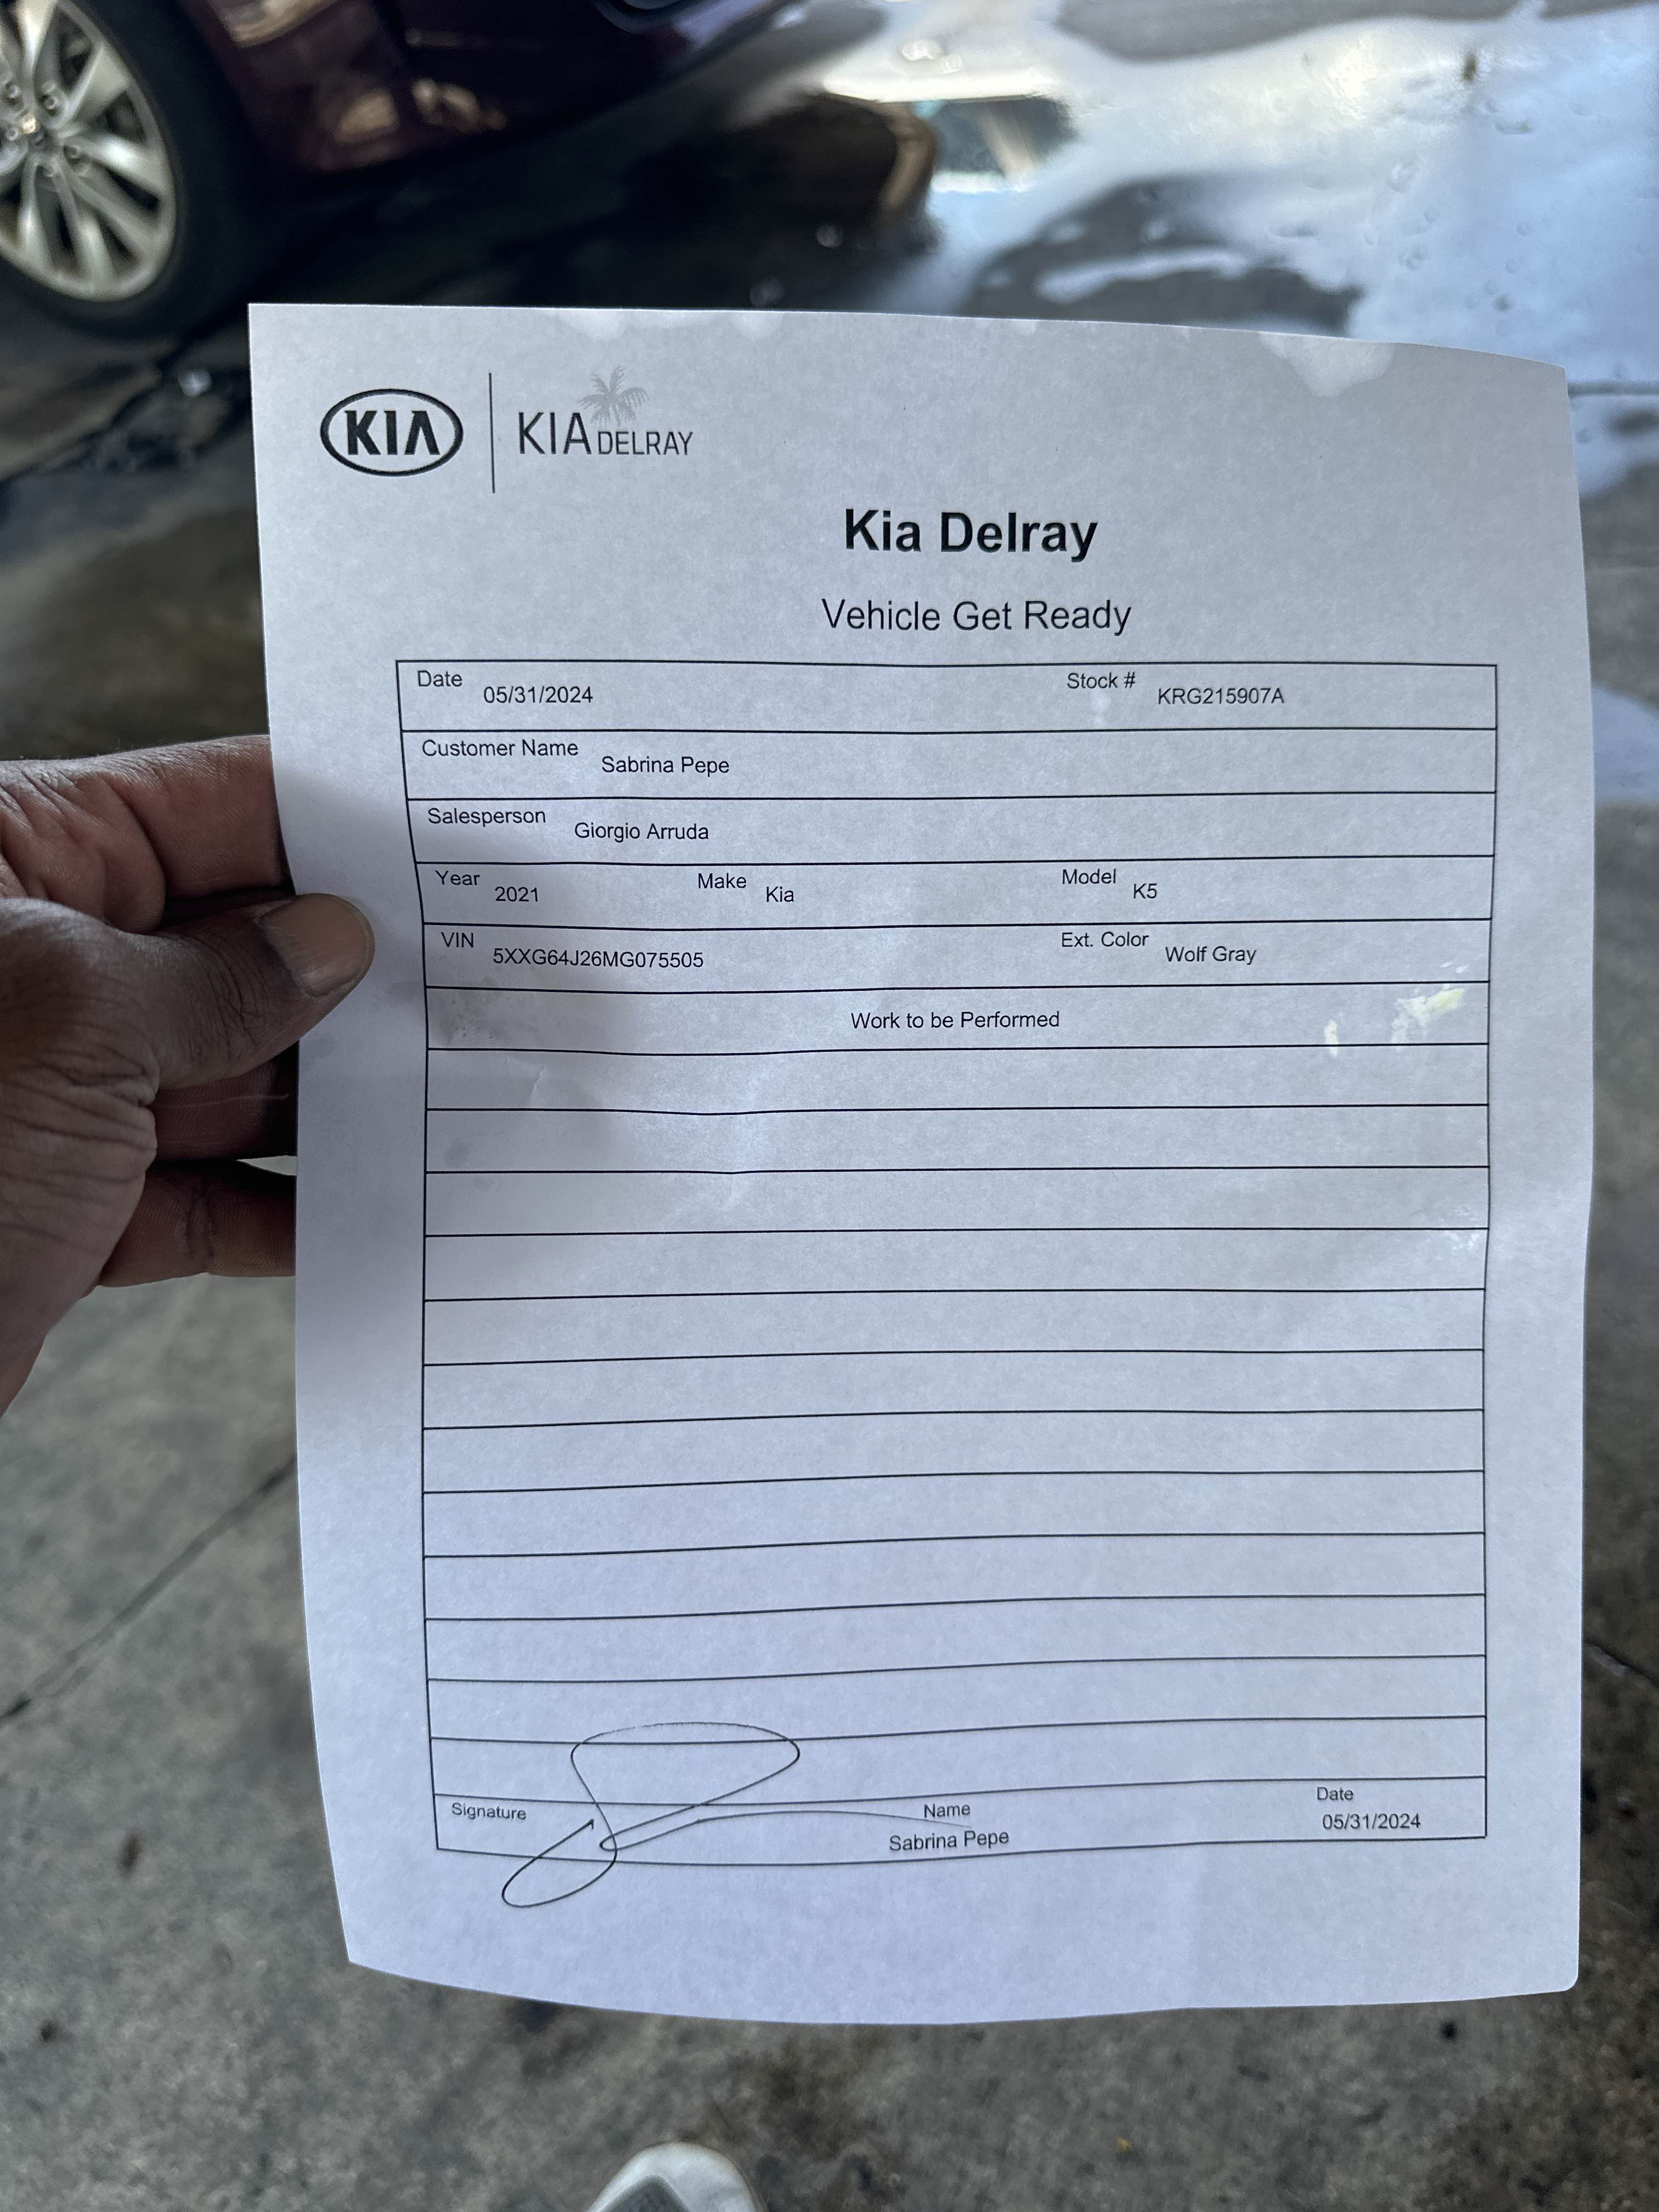 KIA | KIA DELRAY
Kia Delray
Vehicle Get Ready
Date 05/31/2024 Stock # KRG215907A
Customer Name Sabrina Pepe
Salesperson Giorgio Arruda
Year 2021 Make Kia Model K5
VIN 5XXG64J26MG075505 Ext. Color Wolf Gray
Work to be Performed
Signature Name Date
Sabrina Pepe 05/31/2024